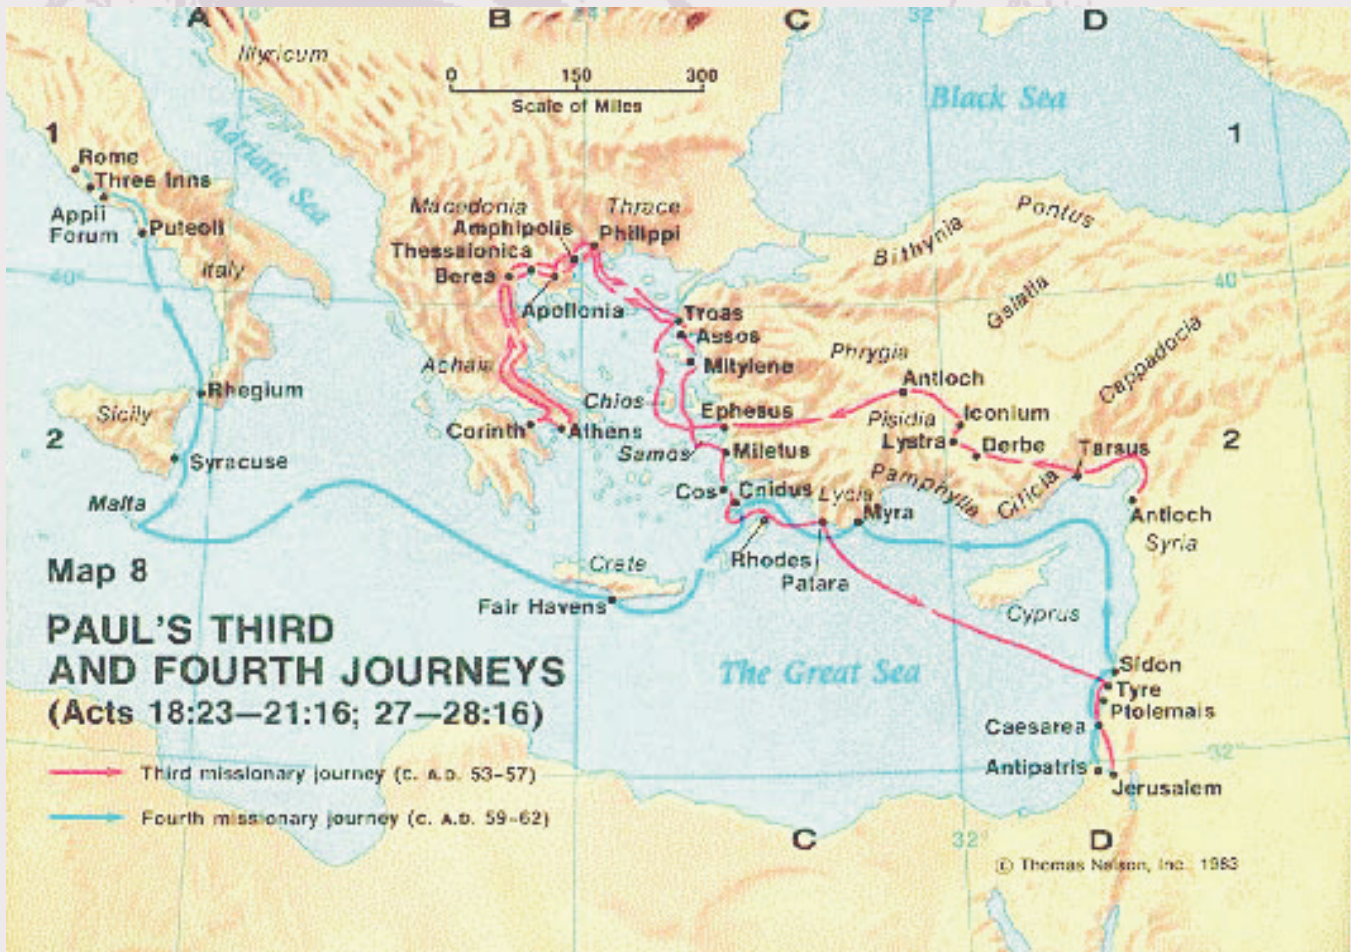 A
B
C
D
16°
24°
32°
Illyricum
0 150 300
Scale of Miles
Black Sea
1
1
Adriatic Sea
Rome
Three Inns
Appii
Forum
Puteoli
Italy
Macedonia
Thrace
Amphipolis
Philippi
Thessalonica
Berea
Apollonia
Bithynia
Pontus
40°
40°
Galatia
Troas
Assos
Mitylene
Phrygia
Cappadocia
Achaia
Rhegium
Sicily
Chios
Antioch
Ephesus
Pisidia
Iconium
2
2
Corinth
Athens
Lystra
Derbe
Tarsus
Samos
Miletus
Syracuse
Malta
Cos
Cnidus
Lycia
Pamphylia
Cilicia
Myra
Antioch
Syria
Rhodes
Patara
Crete
Fair Havens
Cyprus
Map 8
PAUL'S THIRD
AND FOURTH JOURNEYS
(Acts 18:23—21:16; 27—28:16)
The Great Sea
Sidon
Tyre
Ptolemais
Caesarea
Antipatris
Jerusalem
32°
Third missionary journey (C. A.D. 53-57)
Fourth missionary journey (C. A.D. 59-62)
C
32°
D
© Thomas Nelson, Inc. 1983